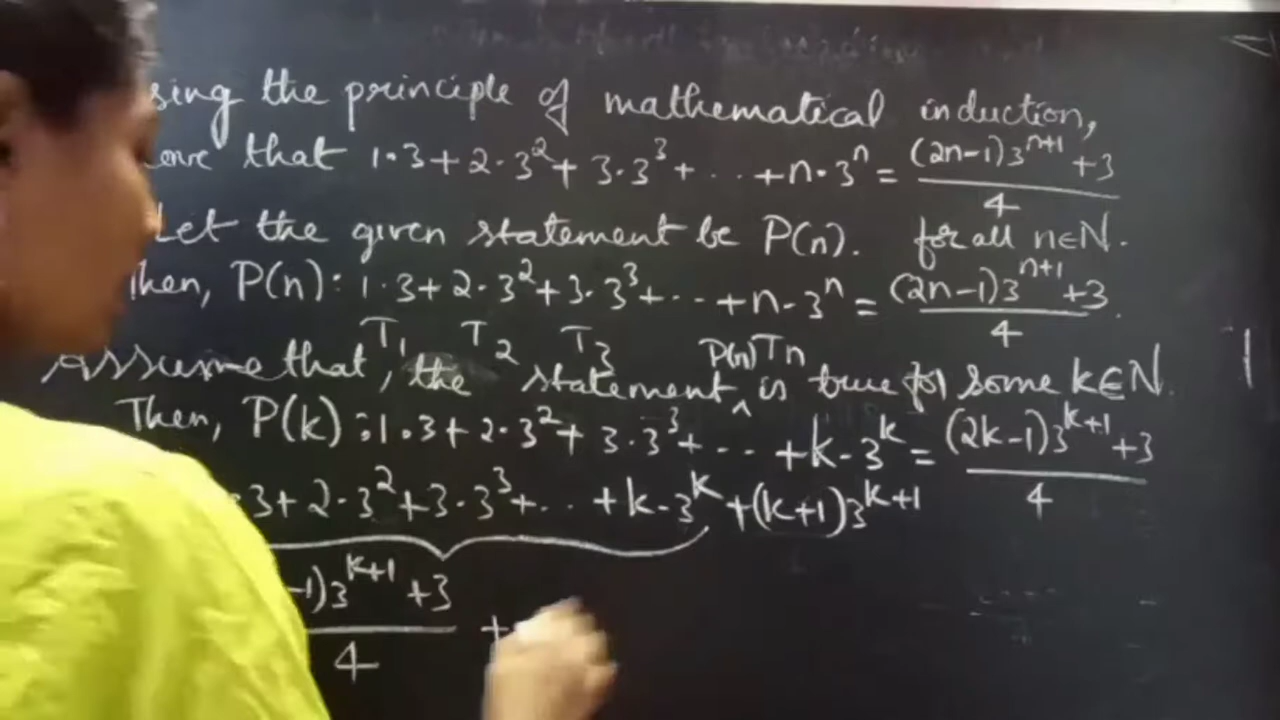 sing the principle of mathematical induction,
ove that 1·3+2·3²+3·3³+...+n·3ⁿ = ((2n-1)3ⁿ⁺¹+3)/4
Let the given statement be P(n). for all n∈N.
Then, P(n): 1·3+2·3²+3·3³+...+n-3ⁿ = ((2n-1)3ⁿ⁺¹+3)/4.
T₁ T₂ T₃ Tn
Assume that, the statement P(n) is true for some k∈N.
Then, P(k): 1·3+2·3²+3·3³+...+k-3ᵏ = ((2k-1)3ᵏ⁺¹+3)/4
·3+2·3²+3·3³+...+k-3ᵏ+(k+1)3ᵏ⁺¹
-1)3ᵏ⁺¹+3/4 +